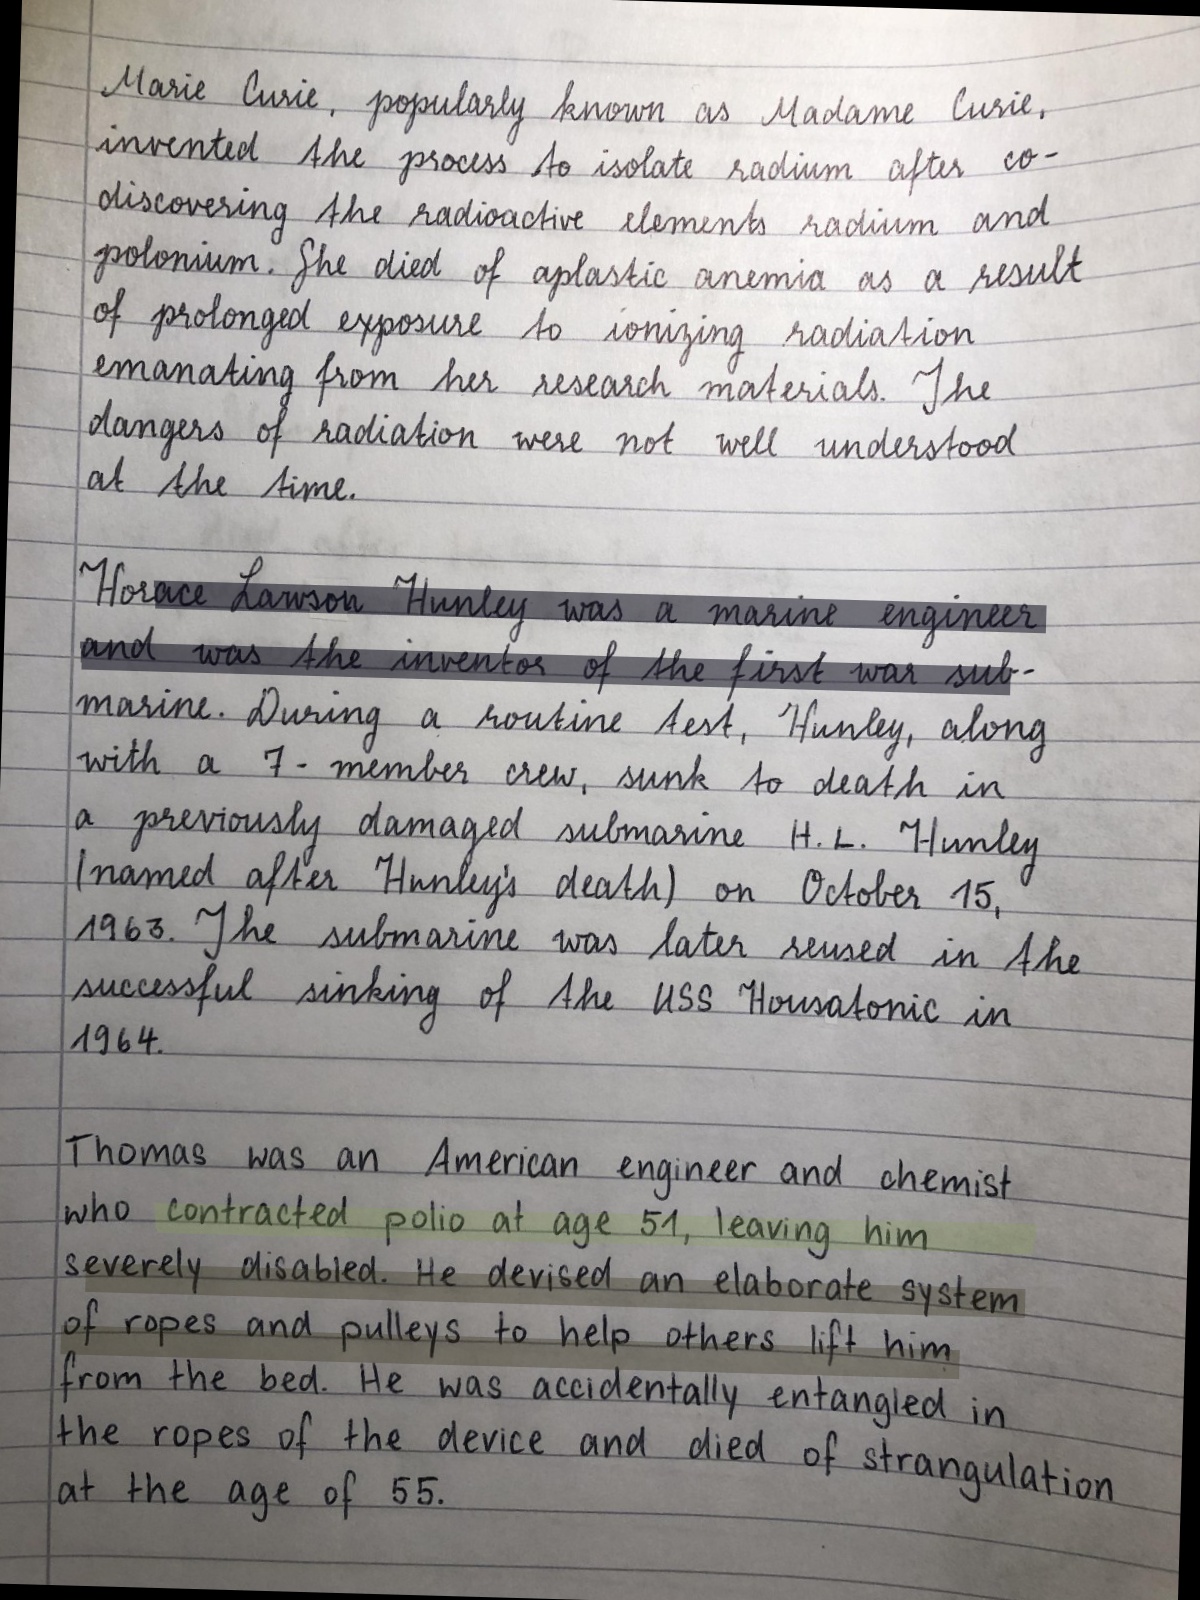 Marie Curie, popularly known as Madame Curie,
invented the process to isolate radium after co-
discovering the radioactive elements radium and
polonium. She died of aplastic anemia as a result
of prolonged exposure to ionizing radiation
emanating from her research materials. The
dangers of radiation were not well understood
at the time.
Horace Lawson Hunley was a marine engineer
and was the inventor of the first war sub-
marine. During a routine test, Hunley, along
with a 7-member crew, sunk to death in
a previously damaged submarine H.L. Hunley
(named after Hunley's death) on October 15,
1963. The submarine was later reused in the
successful sinking of the USS Housatonic in
1964.
Thomas was an American engineer and chemist
who contracted polio at age 51, leaving him
severely disabled. He devised an elaborate system
of ropes and pulleys to help others lift him
from the bed. He was accidentally entangled in
the ropes of the device and died of strangulation
at the age of 55.